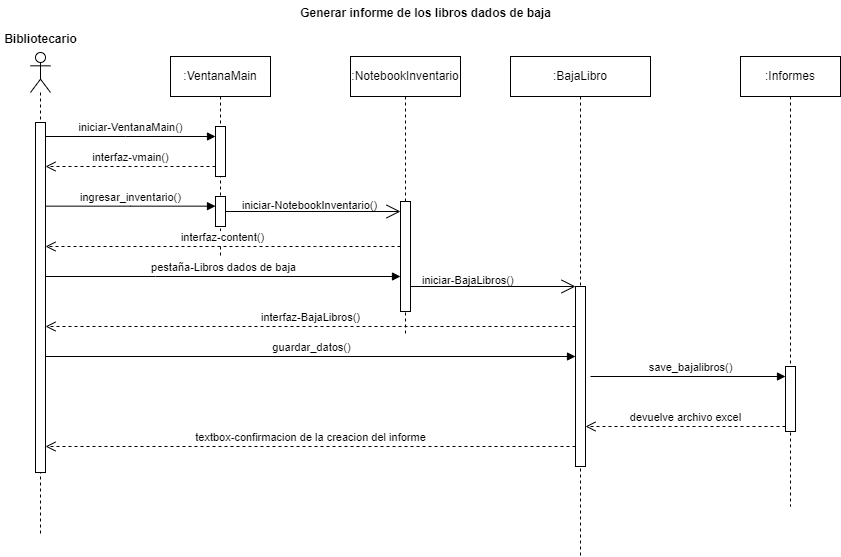 Generar informe de los libros dados de baja
Bibliotecario
:VentanaMain
:NotebookInventario
:BajaLibro
:Informes
iniciar-VentanaMain()
interfaz-vmain()
ingresar_inventario()
iniciar-NotebookInventario()
interfaz-content()
pestaña-Libros dados de baja
iniciar-BajaLibros()
interfaz-BajaLibros()
guardar_datos()
save_bajalibros()
devuelve archivo excel
textbox-confirmacion de la creacion del informe